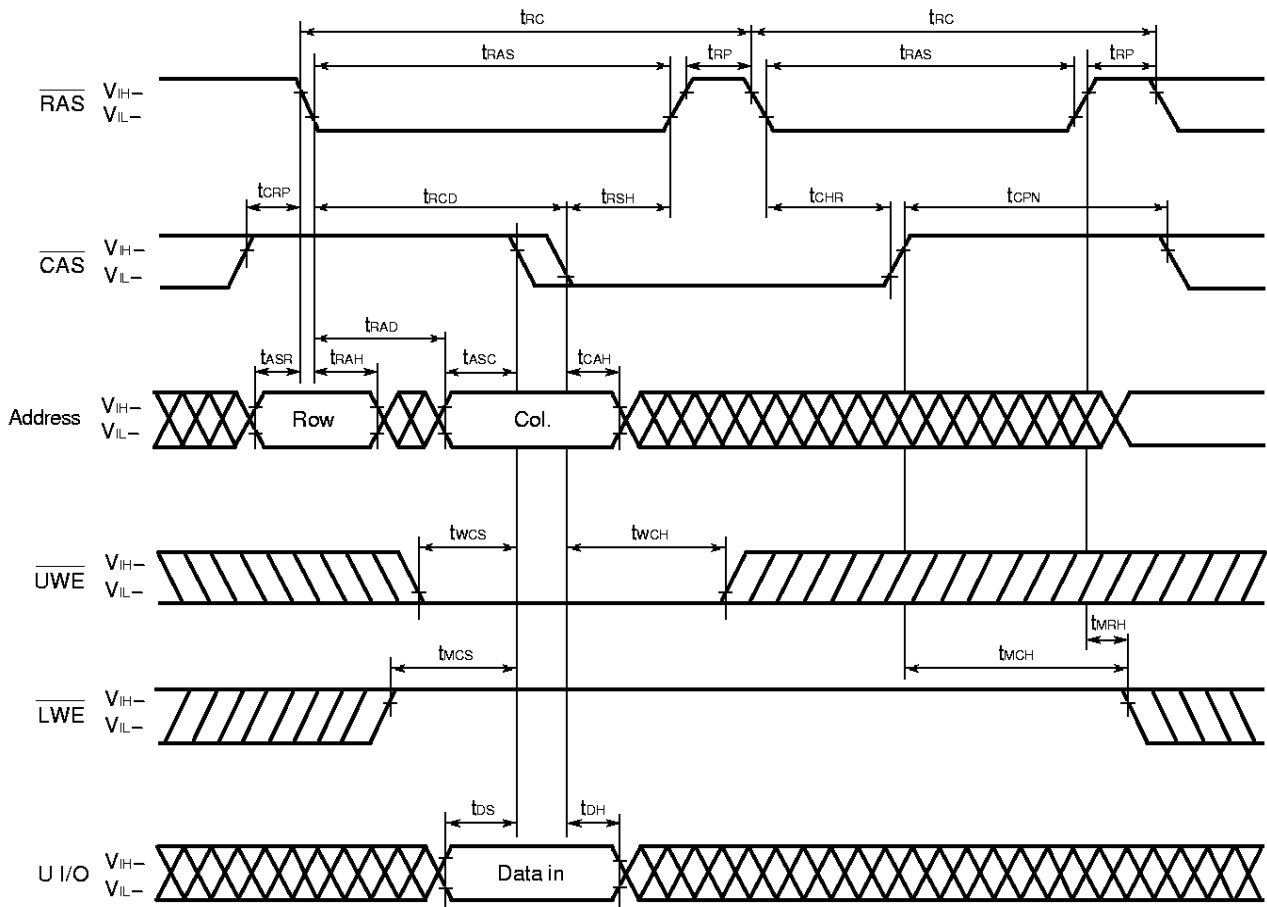 tRC tRC
tRAS tRP tRAS tRP
RAS VIH–
VIL–
tCRP tRCD tRSH tCHR tCPN
CAS VIH–
VIL–
tRAD
tASR tRAH tASC tCAH
Address VIH–
VIL–
Row Col.
tWCS tWCH
UWE VIH–
VIL–
tMRH
tMCS tMCH
LWE VIH–
VIL–
tDS tDH
U I/O VIH–
VIL–
Data in